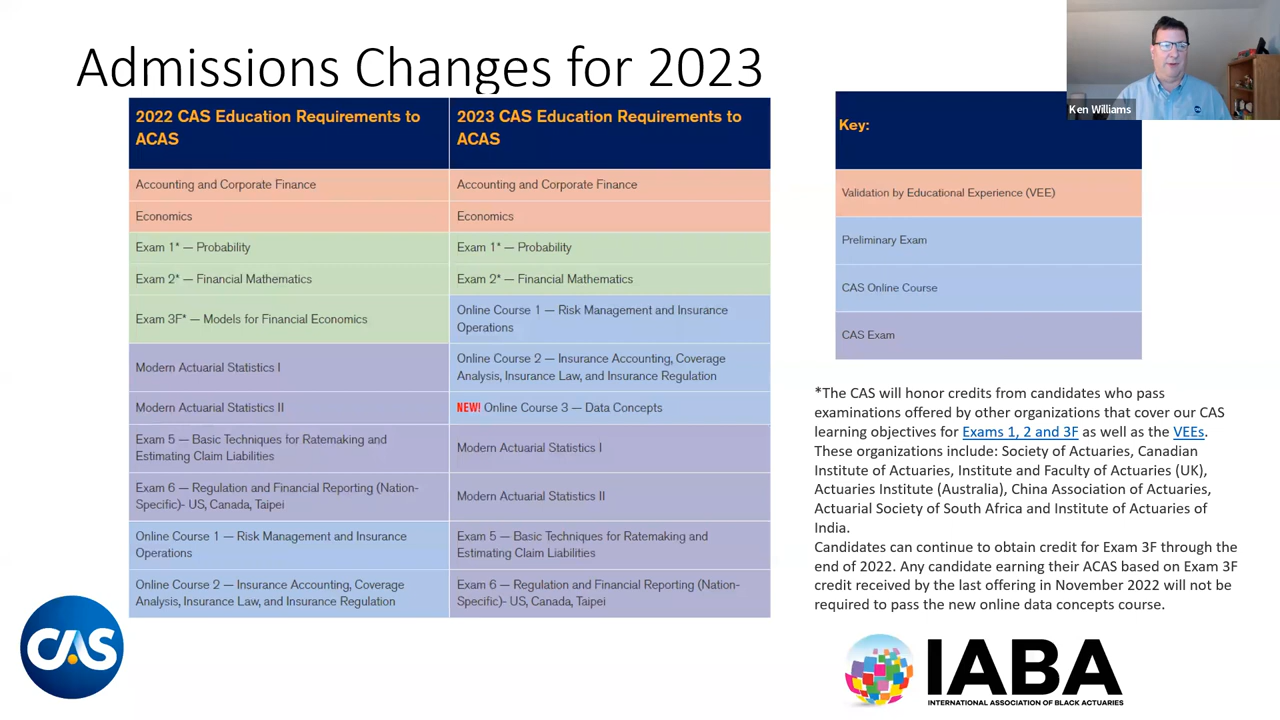 Admissions Changes for 2023
Ken Williams
2022 CAS Education Requirements to
ACAS
2023 CAS Education Requirements to
ACAS
Accounting and Corporate Finance
Accounting and Corporate Finance
Economics
Economics
Exam 1* — Probability
Exam 1* — Probability
Exam 2* — Financial Mathematics
Exam 2* — Financial Mathematics
Exam 3F* — Models for Financial Economics
Online Course 1 — Risk Management and Insurance
Operations
Modern Actuarial Statistics I
Online Course 2 — Insurance Accounting, Coverage
Analysis, Insurance Law, and Insurance Regulation
Modern Actuarial Statistics II
NEW! Online Course 3 — Data Concepts
Exam 5 — Basic Techniques for Ratemaking and
Estimating Claim Liabilities
Modern Actuarial Statistics I
Exam 6 — Regulation and Financial Reporting (Nation-
Specific)- US, Canada, Taipei
Modern Actuarial Statistics II
Online Course 1 — Risk Management and Insurance
Operations
Exam 5 — Basic Techniques for Ratemaking and
Estimating Claim Liabilities
Online Course 2 — Insurance Accounting, Coverage
Analysis, Insurance Law, and Insurance Regulation
Exam 6 — Regulation and Financial Reporting (Nation-
Specific)- US, Canada, Taipei
Key:
Validation by Educational Experience (VEE)
Preliminary Exam
CAS Online Course
CAS Exam
*The CAS will honor credits from candidates who pass
examinations offered by other organizations that cover our CAS
learning objectives for Exams 1, 2 and 3F as well as the VEEs.
These organizations include: Society of Actuaries, Canadian
Institute of Actuaries, Institute and Faculty of Actuaries (UK),
Actuaries Institute (Australia), China Association of Actuaries,
Actuarial Society of South Africa and Institute of Actuaries of
India.
Candidates can continue to obtain credit for Exam 3F through the
end of 2022. Any candidate earning their ACAS based on Exam 3F
credit received by the last offering in November 2022 will not be
required to pass the new online data concepts course.
CAS
IABA
INTERNATIONAL ASSOCIATION OF BLACK ACTUARIES